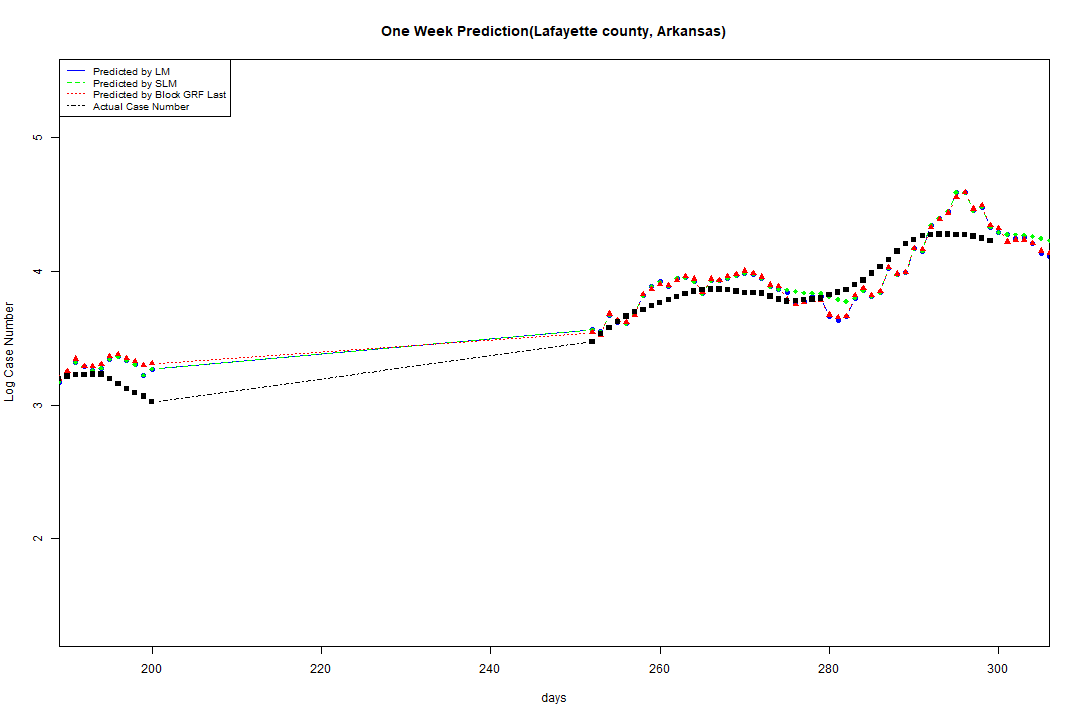 One Week Prediction(Lafayette county, Arkansas)
Predicted by LM
Predicted by SLM
Predicted by Block GRF Last
Actual Case Number
5
4
3
2
Log Case Number
200 220 240 260 280 300
days